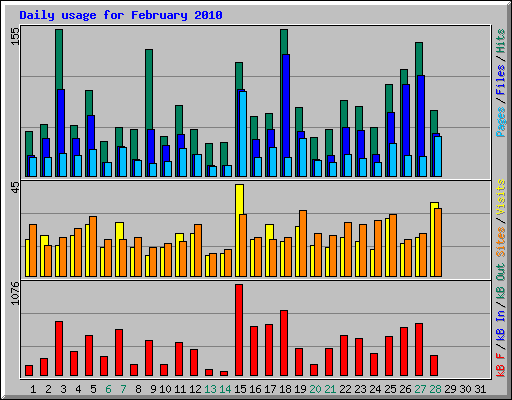 Daily usage for February 2010
155
Pages / Files / Hits
45
Sites / Visits
1076
kB F / kB In / kB Out
1 2 3 4 5 6 7 8 9 10 11 12 13 14 15 16 17 18 19 20 21 22 23 24 25 26 27 28 29 30 31